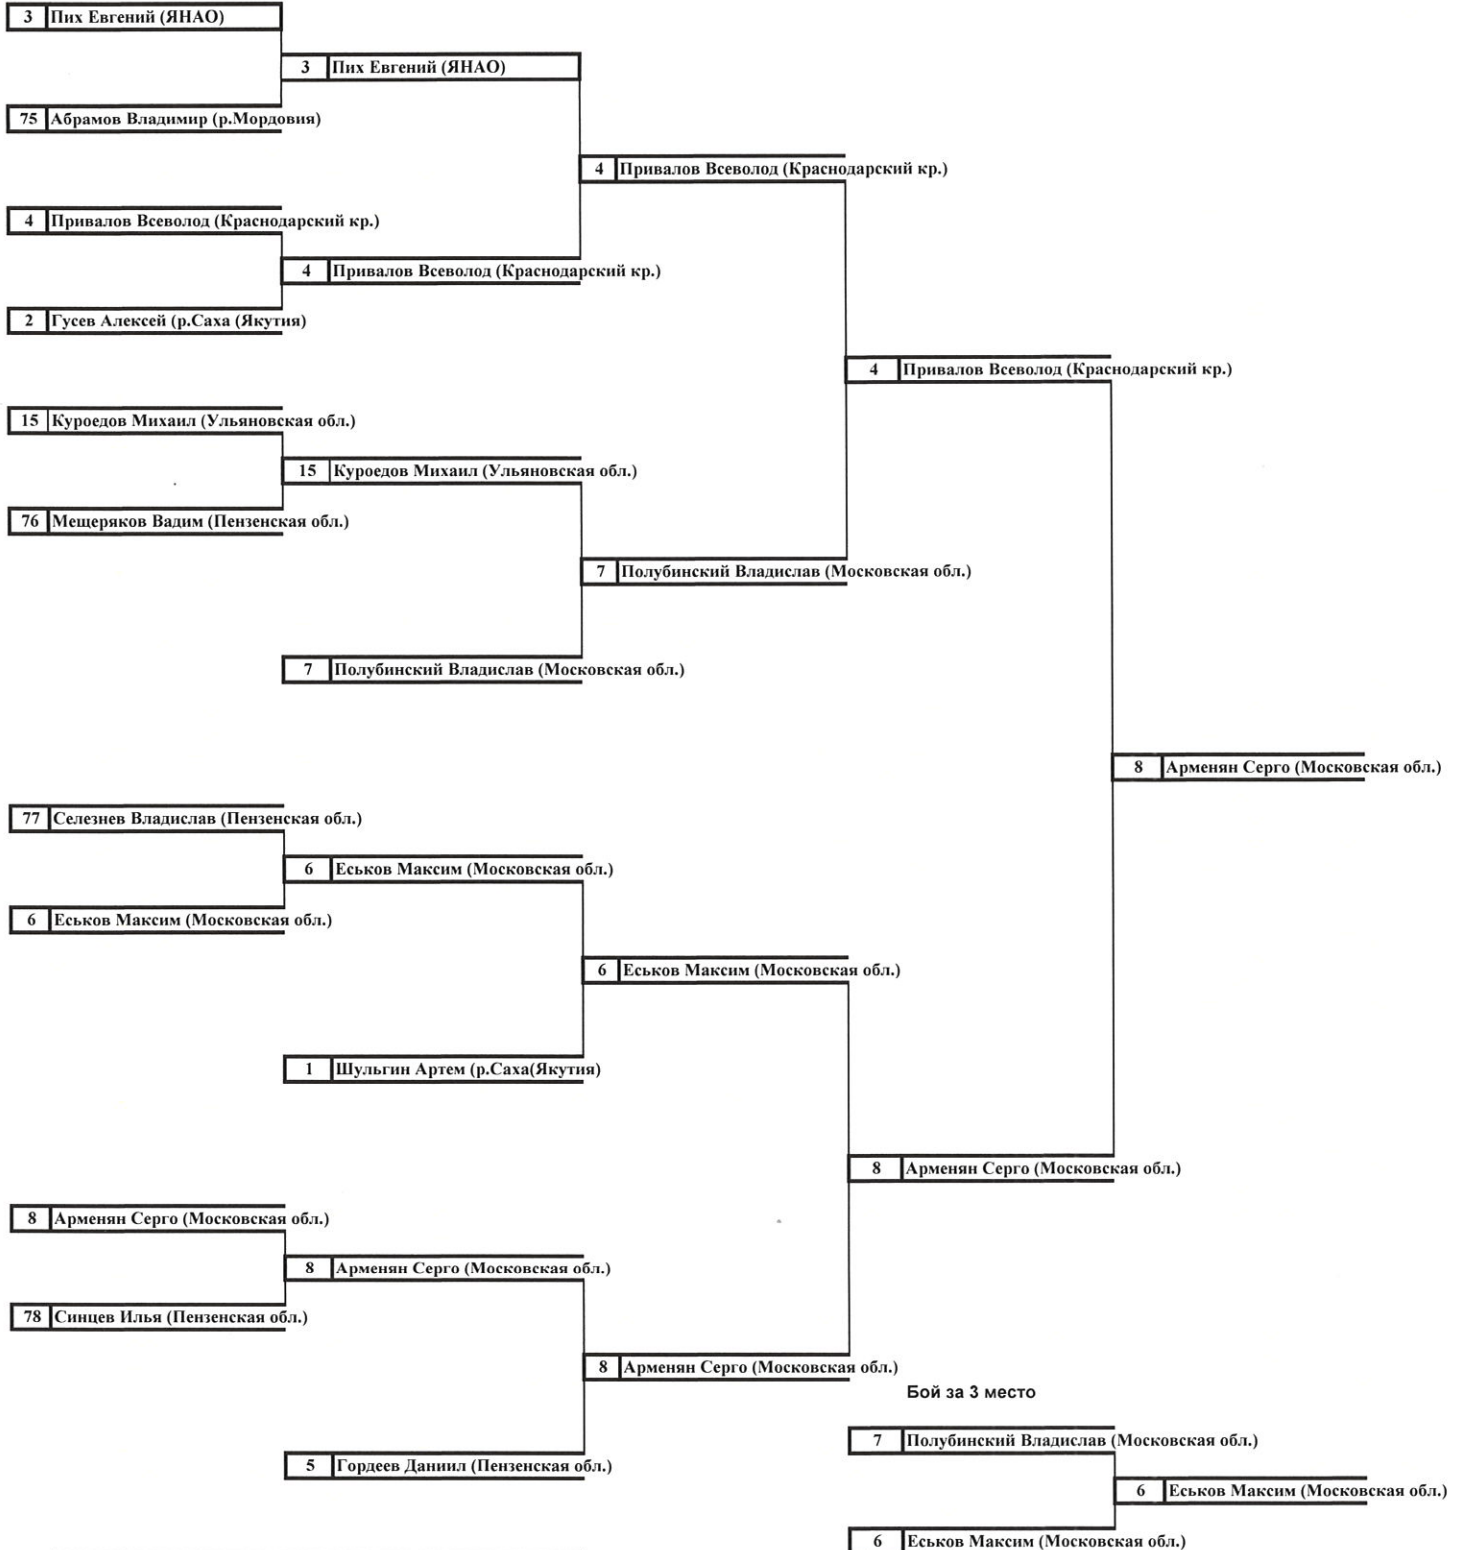 3 Пих Евгений (ЯНАО)
3 Пих Евгений (ЯНАО)
75 Абрамов Владимир (р.Мордовия)
4 Привалов Всеволод (Краснодарский кр.)
4 Привалов Всеволод (Краснодарский кр.)
4 Привалов Всеволод (Краснодарский кр.)
2 Гусев Алексей (р.Саха (Якутия)
4 Привалов Всеволод (Краснодарский кр.)
15 Куроедов Михаил (Ульяновская обл.)
15 Куроедов Михаил (Ульяновская обл.)
76 Мещеряков Вадим (Пензенская обл.)
7 Полубинский Владислав (Московская обл.)
7 Полубинский Владислав (Московская обл.)
8 Арменян Серго (Московская обл.)
77 Селезнев Владислав (Пензенская обл.)
6 Еськов Максим (Московская обл.)
6 Еськов Максим (Московская обл.)
6 Еськов Максим (Московская обл.)
1 Шульгин Артем (р.Саха(Якутия)
8 Арменян Серго (Московская обл.)
8 Арменян Серго (Московская обл.)
8 Арменян Серго (Московская обл.)
78 Синцев Илья (Пензенская обл.)
8 Арменян Серго (Московская обл.)
Бой за 3 место
7 Полубинский Владислав (Московская обл.)
5 Гордеев Даниил (Пензенская обл.)
6 Еськов Максим (Московская обл.)
6 Еськов Максим (Московская обл.)